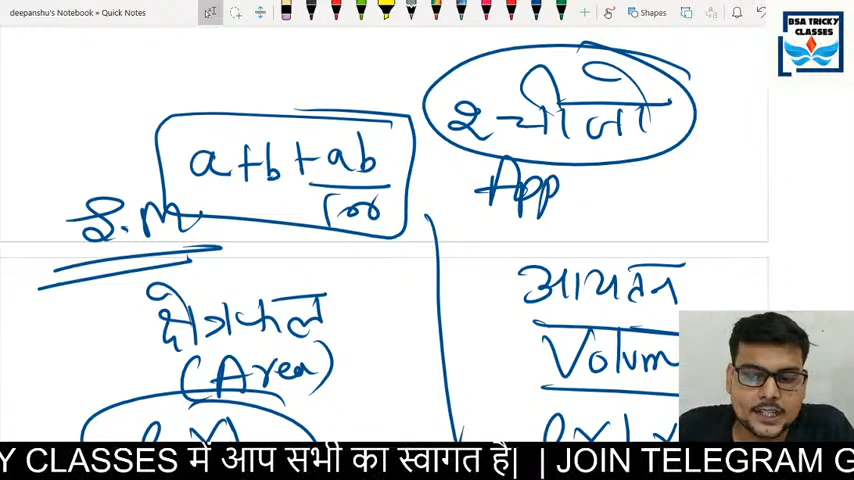 deepanshu's Notebook » Quick Notes
Shapes
BSA TRICKY
CLASSES
२-चीजो
a+b+ab
100
App
S.M
क्षेत्रफल
(Area)
आयतन
Volum
Y CLASSES में आप सभी का स्वागत है| | JOIN TELEGRAM G